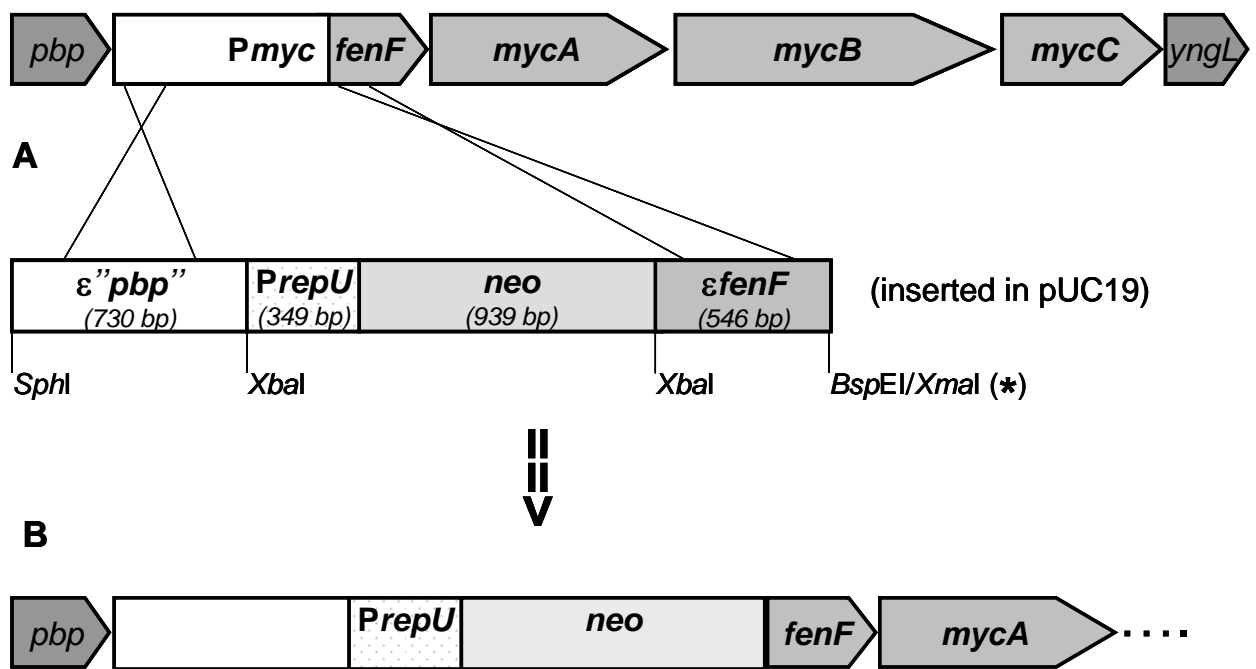 pbp Pmyc fenF mycA mycB mycC yngL
A
ε”pbp” PrepU neo εfenF (inserted in pUC19)
(730 bp) (349 bp) (939 bp) (546 bp)
SphI XbaI XbaI BspEI/XmaI (*)
B
pbp PrepU neo fenF mycA ....